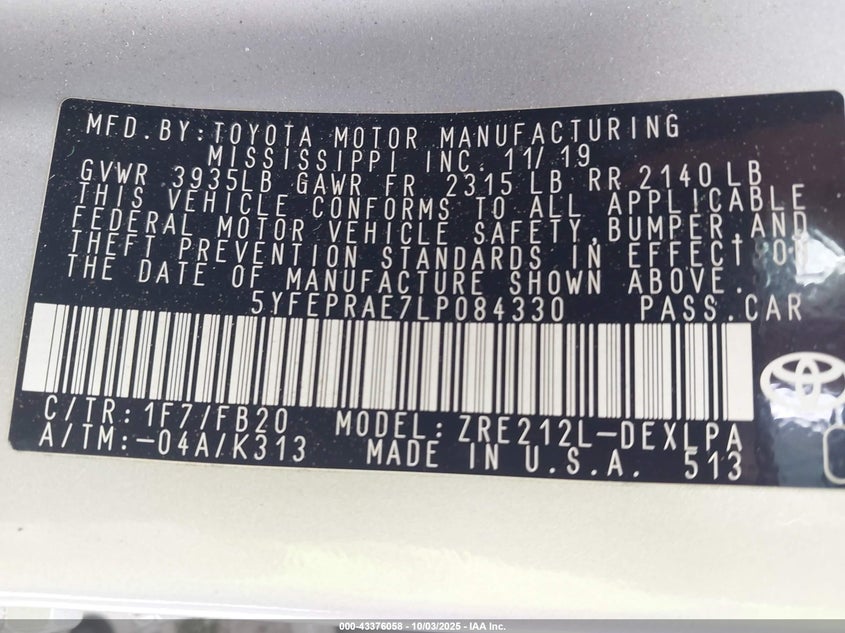 MFD.BY:TOYOTA MOTOR MANUFACTURING
MISSISSIPPI INC. 11/19
GVWR 3935LB GAWR FR 2315 LB RR 2140 LB
THIS VEHICLE CONFORMS TO ALL APPLICABLE
FEDERAL MOTOR VEHICLE SAFETY,BUMPER,AND
THEFT PREVENTION STANDARDS IN EFFECT ON
THE DATE OF MANUFACTURE SHOWN ABOVE.
5YFEPRAE7LP084330 PASS.CAR
C/TR:1F7/FB20 MODEL:ZRE212L-DEXLPA
A/TM:-04A/K313 MADE IN U.S.A. 513
000-43376058 - 10/03/2025 - IAA Inc.